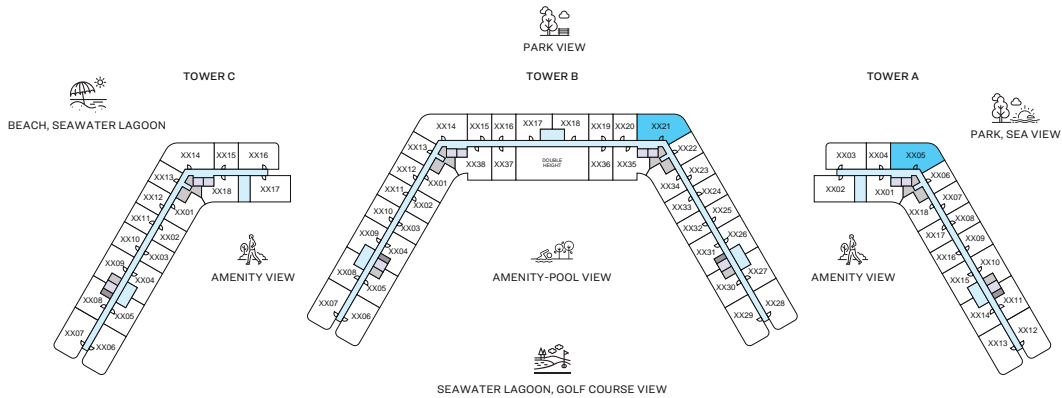 PARK VIEW
TOWER C
TOWER B
TOWER A
BEACH, SEAWATER LAGOON
PARK, SEA VIEW
XX14
XX15
XX16
XX13
XX18
XX17
XX12
XX01
XX11
XX02
XX10
XX03
XX09
XX04
XX08
XX05
XX07
XX06
XX14
XX15
XX16
XX17
XX18
XX19
XX20
XX21
XX13
XX38
XX37
DOUBLE
HEIGHT
XX36
XX35
XX22
XX12
XX01
XX34
XX23
XX11
XX02
XX33
XX24
XX10
XX03
XX32
XX25
XX09
XX04
XX31
XX26
XX08
XX05
XX30
XX27
XX07
XX06
XX29
XX28
XX03
XX04
XX05
XX02
XX01
XX06
XX18
XX07
XX17
XX08
XX16
XX09
XX15
XX10
XX14
XX11
XX13
XX12
AMENITY VIEW
AMENITY-POOL VIEW
AMENITY VIEW
SEAWATER LAGOON, GOLF COURSE VIEW